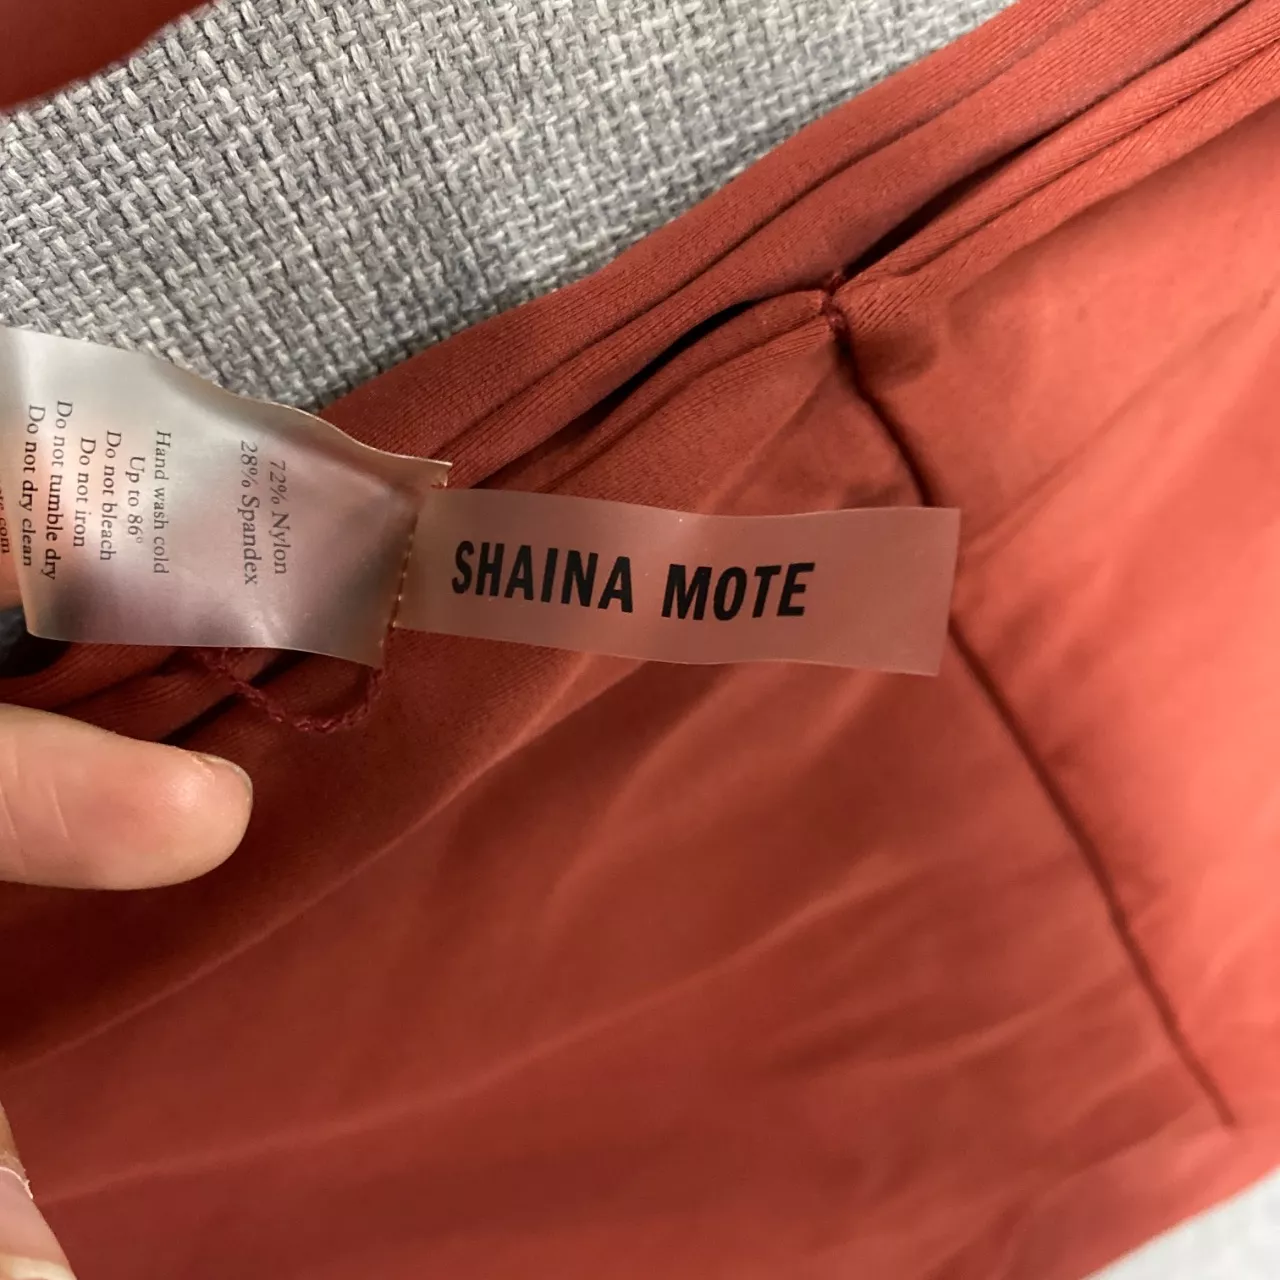 SHAINA MOTE
72% Nylon
28% Spandex
Hand wash cold
Up to 86°
Do not bleach
Do not iron
Do not tumble dry
Do not dry clean